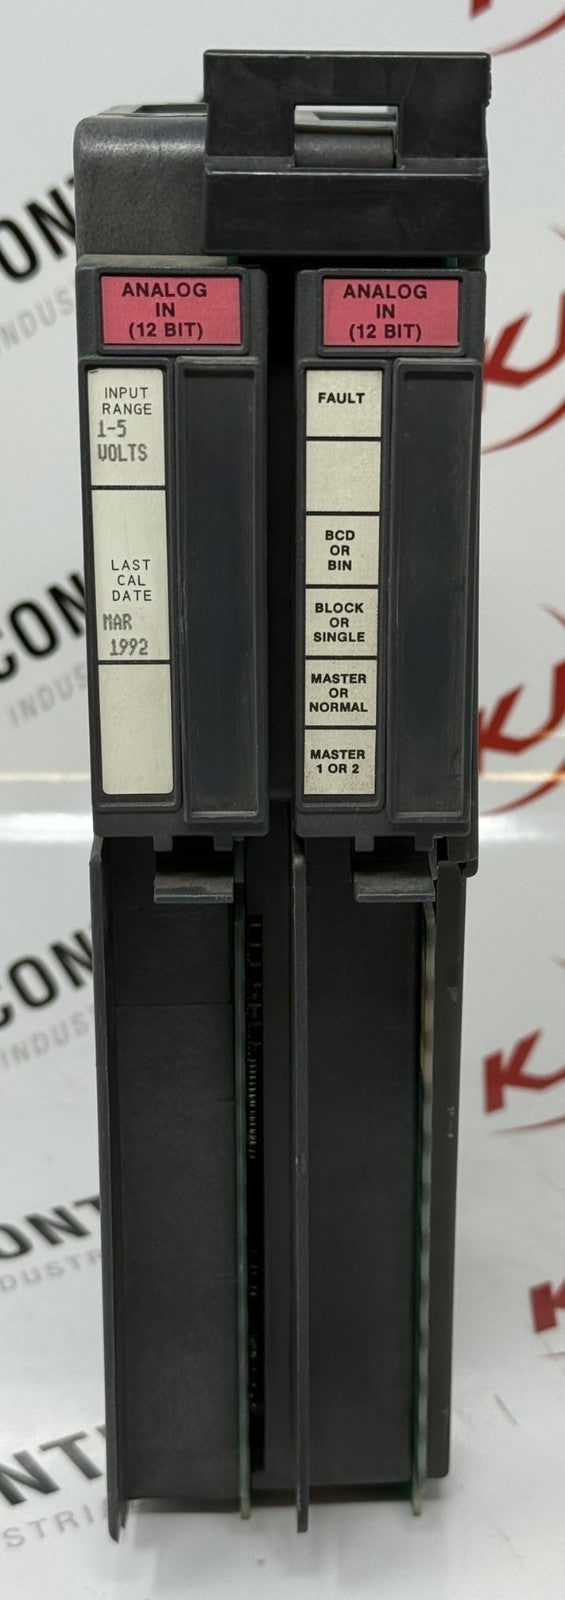 ANALOG
IN
(12 BIT)
INPUT
RANGE
1-5
VOLTS
LAST
CAL
DATE
MAR
1992
ANALOG
IN
(12 BIT)
FAULT
BCD
OR
BIN
BLOCK
OR
SINGLE
MASTER
OR
NORMAL
MASTER
1 OR 2